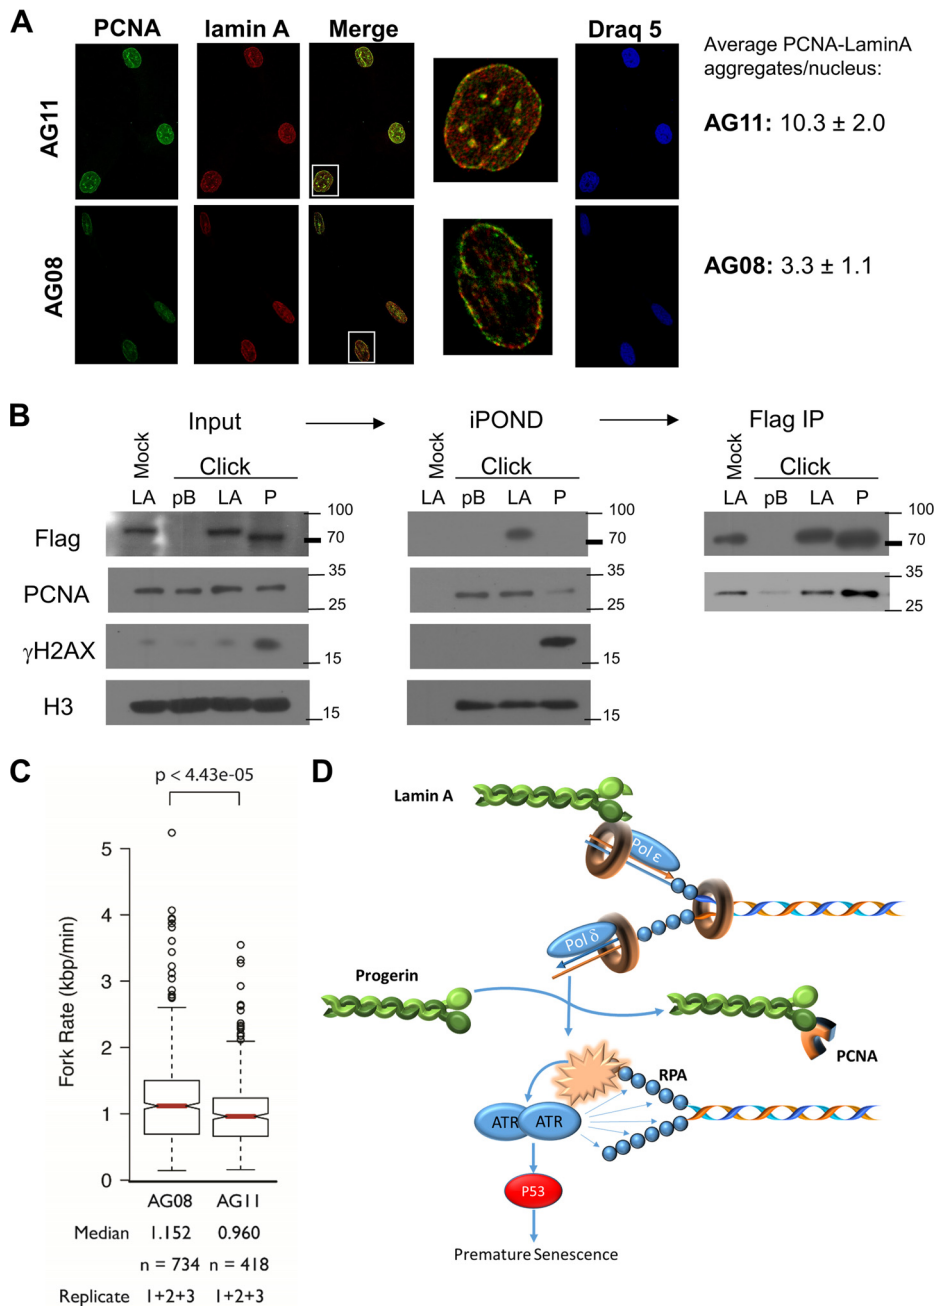 A
PCNA
lamin A
Merge
Draq 5
Average PCNA-LaminA
aggregates/nucleus:
AG11
AG11: 10.3 ± 2.0
AG08
AG08: 3.3 ± 1.1
B
Input
iPOND
Flag IP
Mock Click
LA pB LA P
Mock Click
LA pB LA P
Mock Click
LA pB LA P
Flag
100
70
100
70
100
70
PCNA
35
25
35
25
35
25
γH2AX
15
15
H3
15
15
C
p < 4.43e-05
Fork Rate (kbp/min)
5
4
3
2
1
0
AG08 AG11
Median 1.152 0.960
n = 734 n = 418
Replicate 1+2+3 1+2+3
D
Lamin A
Pol ε
Pol δ
Progerin
PCNA
RPA
ATR ATR
P53
Premature Senescence